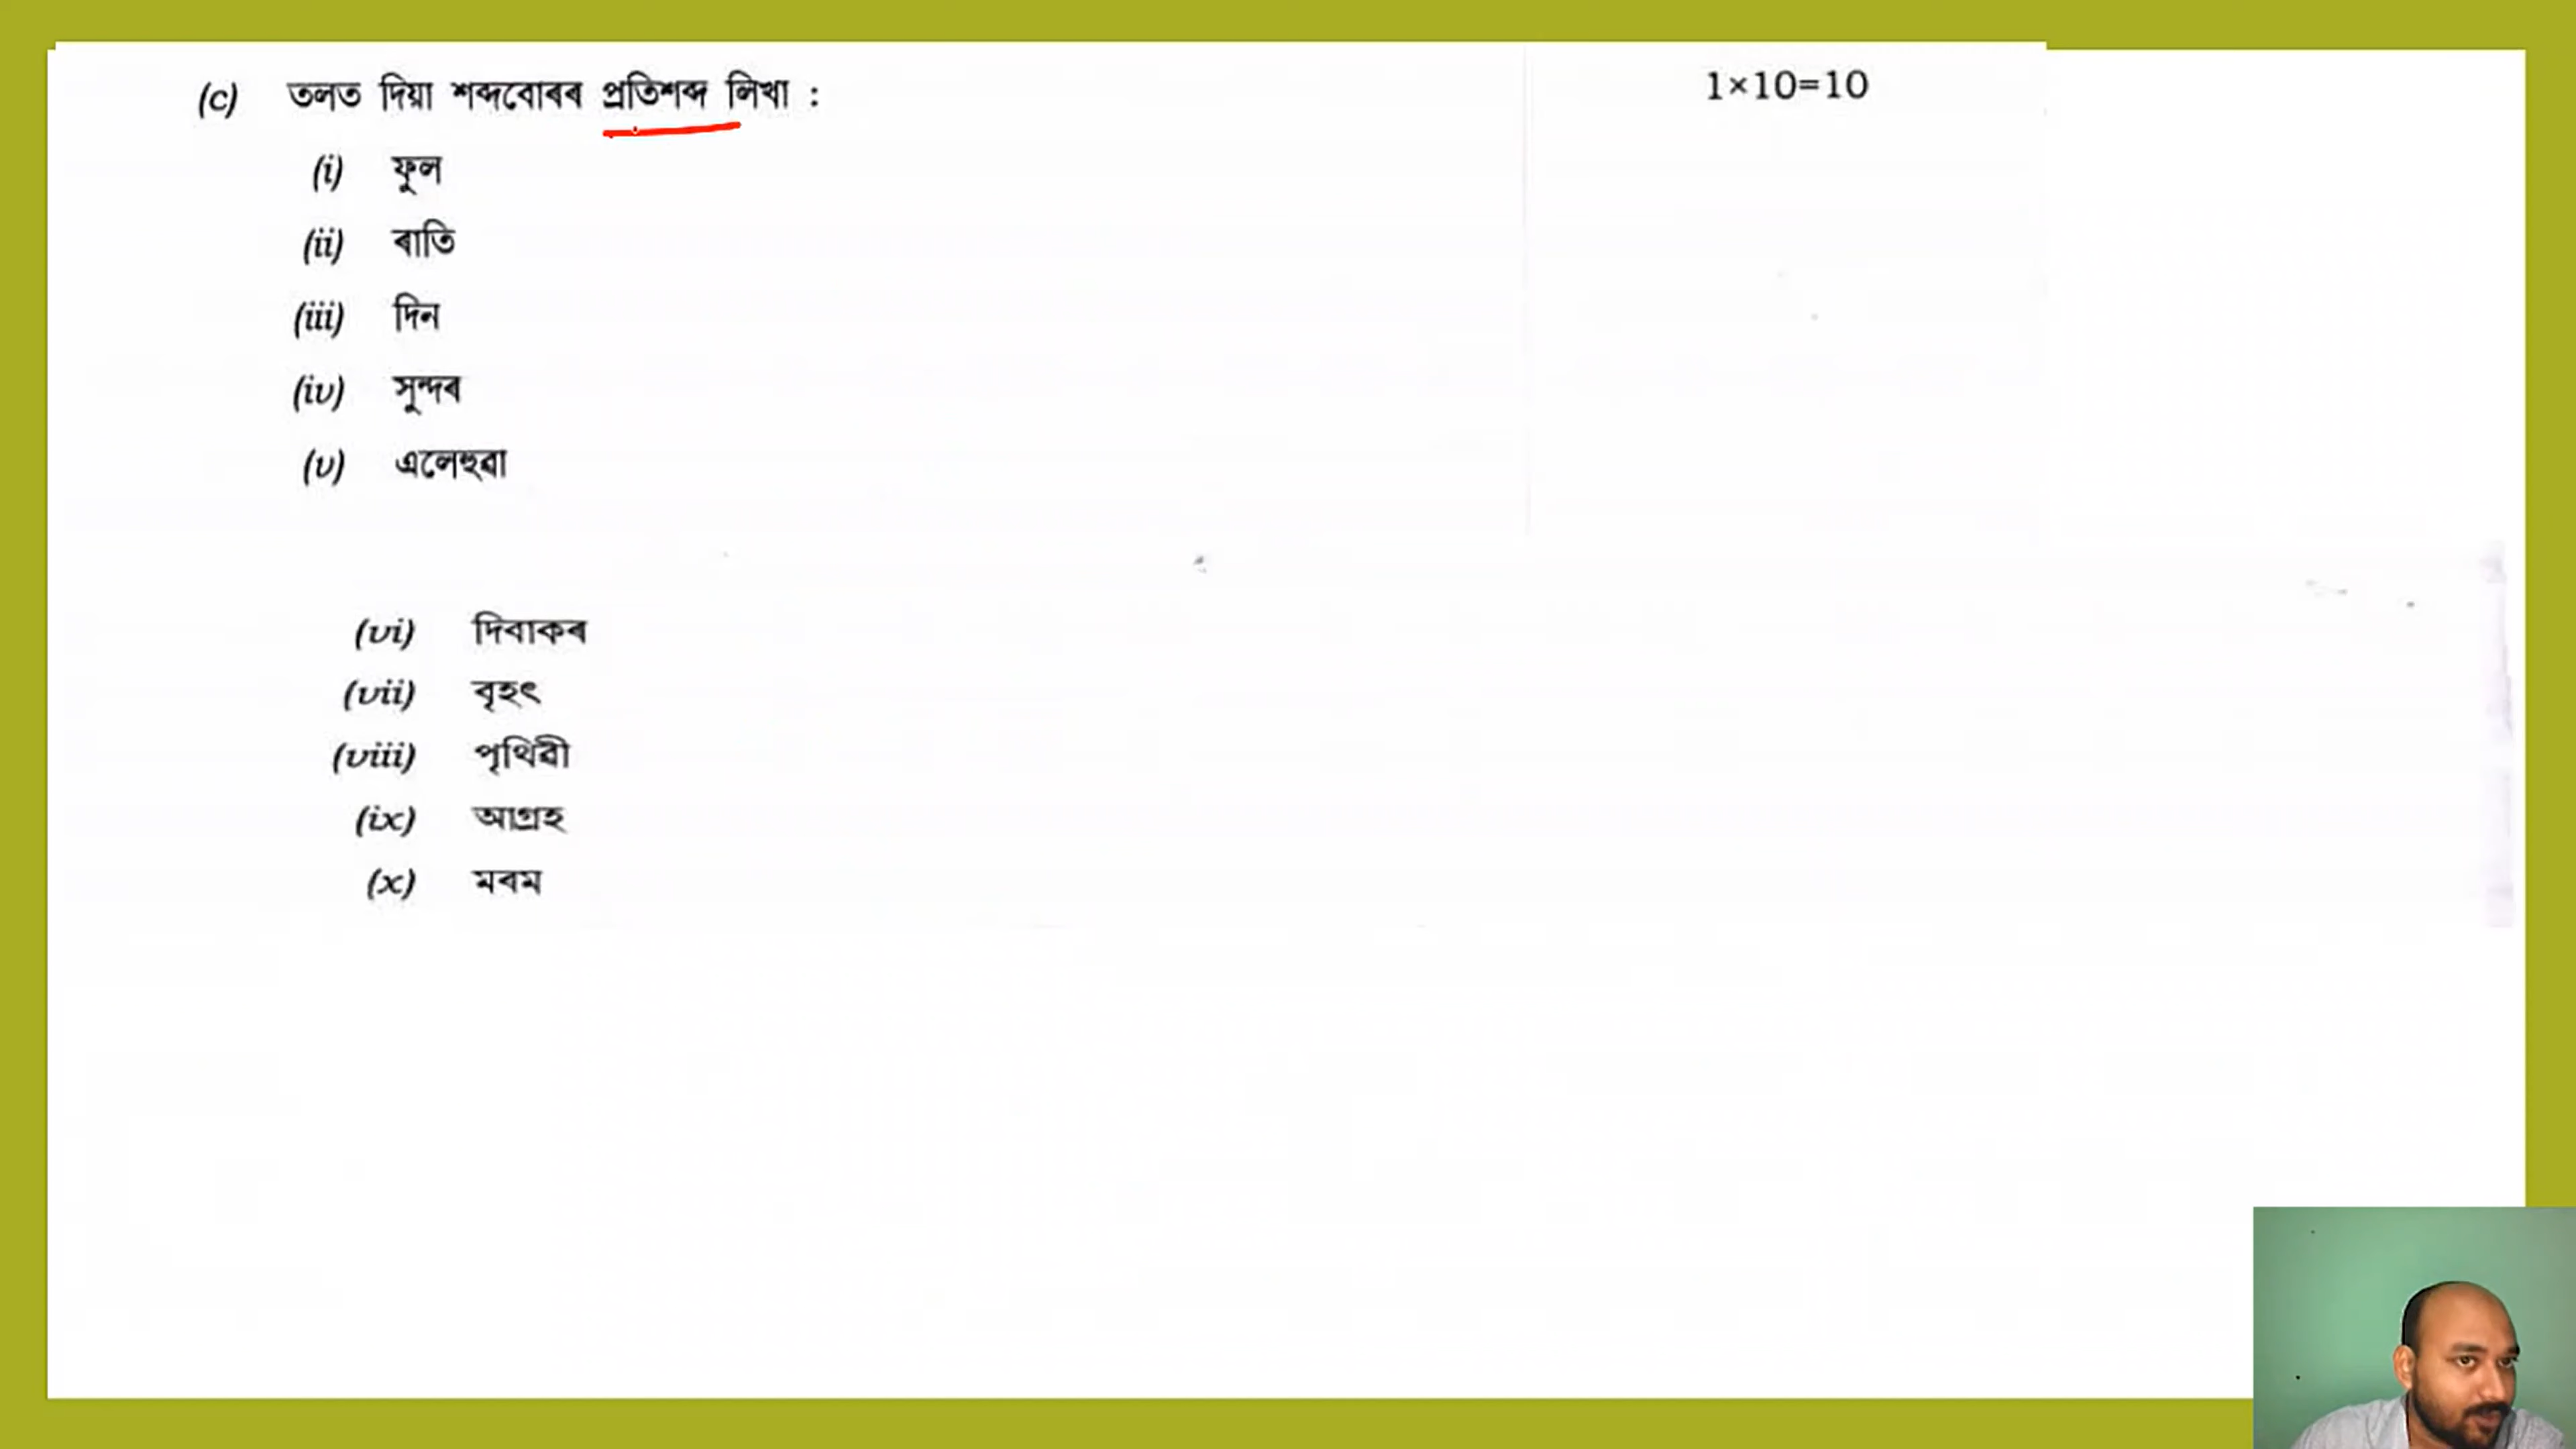 (c) তলত দিয়া শব্দবোৰৰ প্ৰতিশব্দ লিখা : 1×10=10
(i) ফুল
(ii) ৰাতি
(iii) দিন
(iv) সুন্দৰ
(v) এলেহুৱা
(vi) দিবাকৰ
(vii) বৃহৎ
(viii) পৃথিৱী
(ix) আগ্ৰহ
(x) মৰম